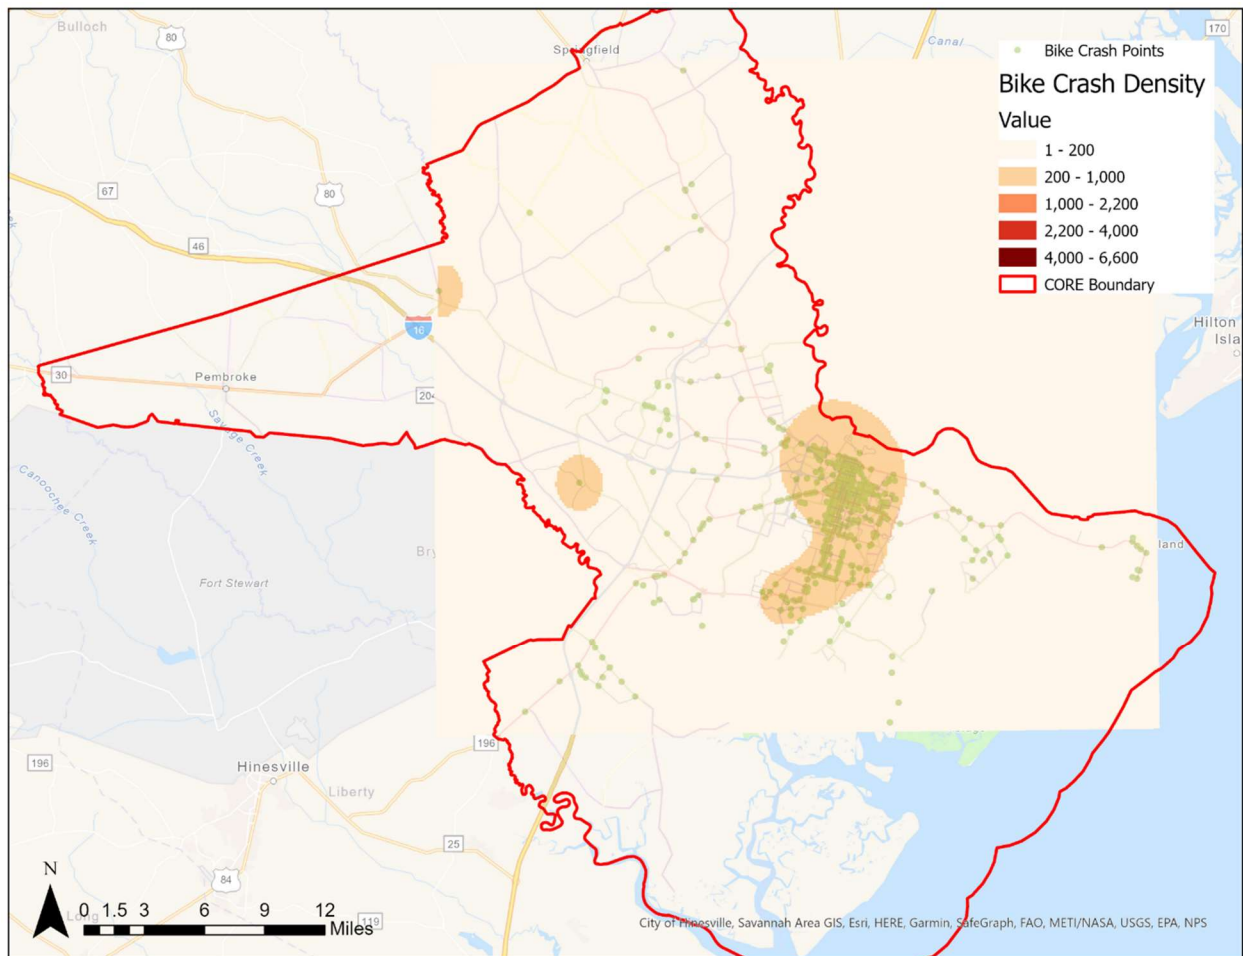 Bulloch
80
Springfield
Canal
170
Bike Crash Points
Bike Crash Density
Value
1 - 200
200 - 1,000
1,000 - 2,200
2,200 - 4,000
4,000 - 6,600
CORE Boundary
67
80
46
16
Hilton
Isla
30
Pembroke
204
Savage Creek
Canoochee Creek
Bry
land
Fort Stewart
196
196
Hinesville
Liberty
25
84
N
0 1.5 3 6 9 12
Miles
Long
119
City of Hinesville, Savannah Area GIS, Esri, HERE, Garmin, SafeGraph, FAO, METI/NASA, USGS, EPA, NPS